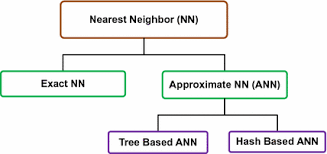 Nearest Neighbor (NN)
Exact NN
Approximate NN (ANN)
Tree Based ANN
Hash Based ANN